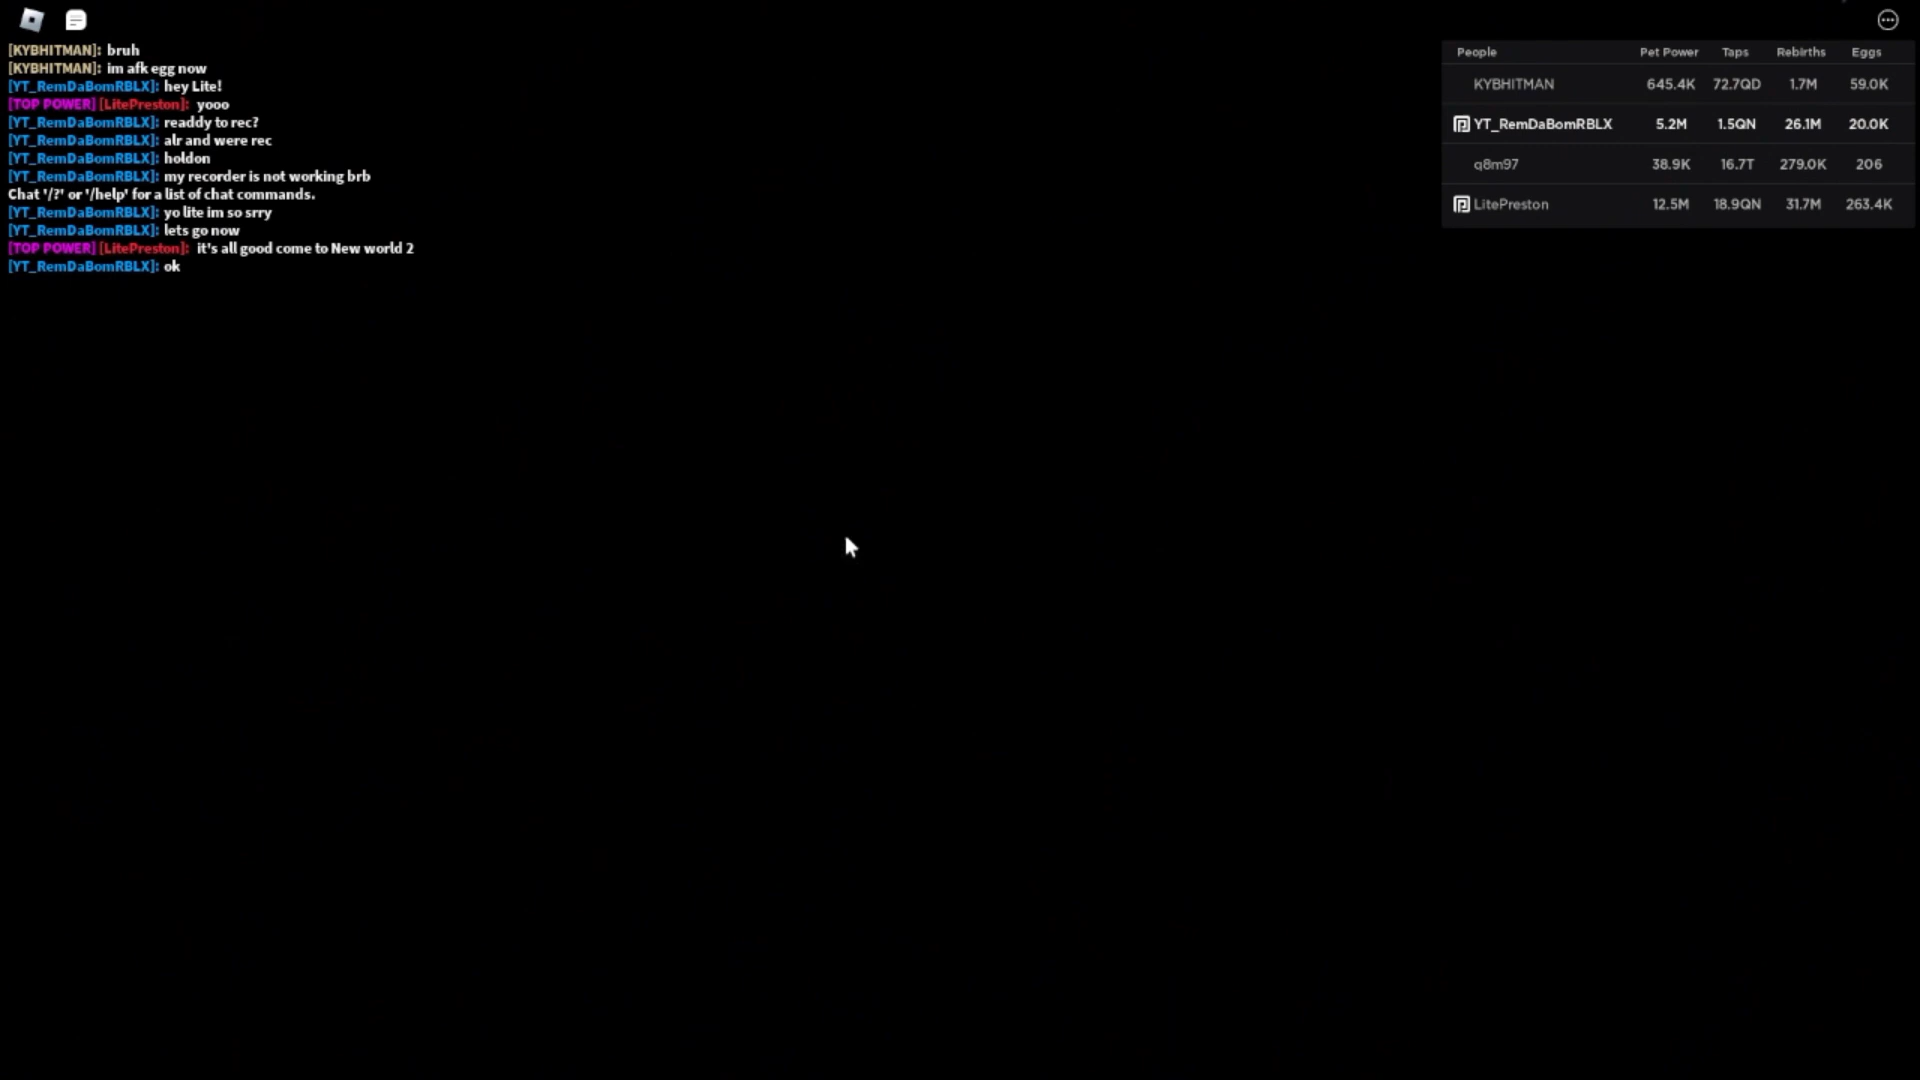 [KYBHITMAN]: bruh
[KYBHITMAN]: im afk egg now
[YT_RemDaBomRBLX]: hey Lite!
[TOP POWER] [LitePreston]: yooo
[YT_RemDaBomRBLX]: readdy to rec?
[YT_RemDaBomRBLX]: alr and were rec
[YT_RemDaBomRBLX]: holdon
[YT_RemDaBomRBLX]: my recorder is not working brb
Chat '/?' or '/help' for a list of chat commands.
[YT_RemDaBomRBLX]: yo lite im so srry
[YT_RemDaBomRBLX]: lets go now
[TOP POWER] [LitePreston]: it's all good come to New world 2
[YT_RemDaBomRBLX]: ok
People Pet Power Taps Rebirths Eggs
KYBHITMAN 645.4K 72.7QD 1.7M 59.0K
YT_RemDaBomRBLX 5.2M 1.5QN 26.1M 20.0K
q8m97 38.9K 16.7T 279.0K 206
LitePreston 12.5M 18.9QN 31.7M 263.4K